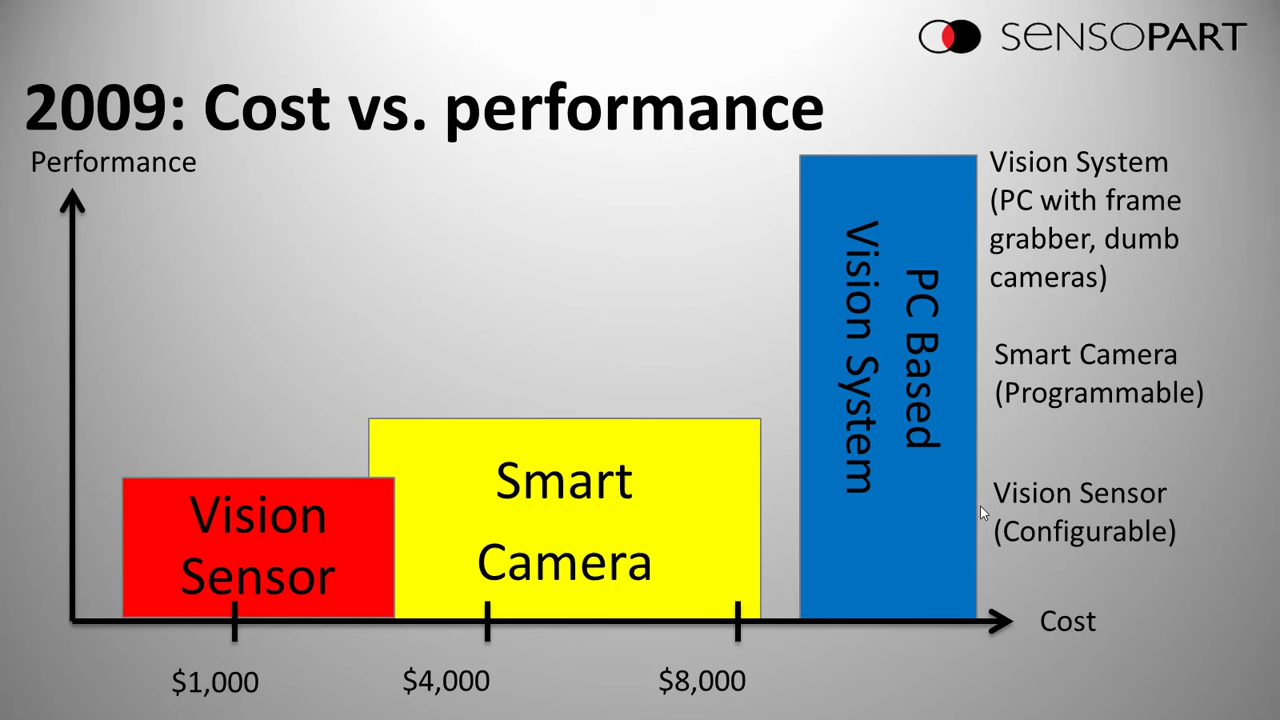 SENSOPART
2009: Cost vs. performance
Performance
Vision System
(PC with frame
grabber, dumb
cameras)
PC Based
Vision System
Smart Camera
(Programmable)
Smart
Camera
Vision
Sensor
Vision Sensor
(Configurable)
Cost
$1,000
$4,000
$8,000